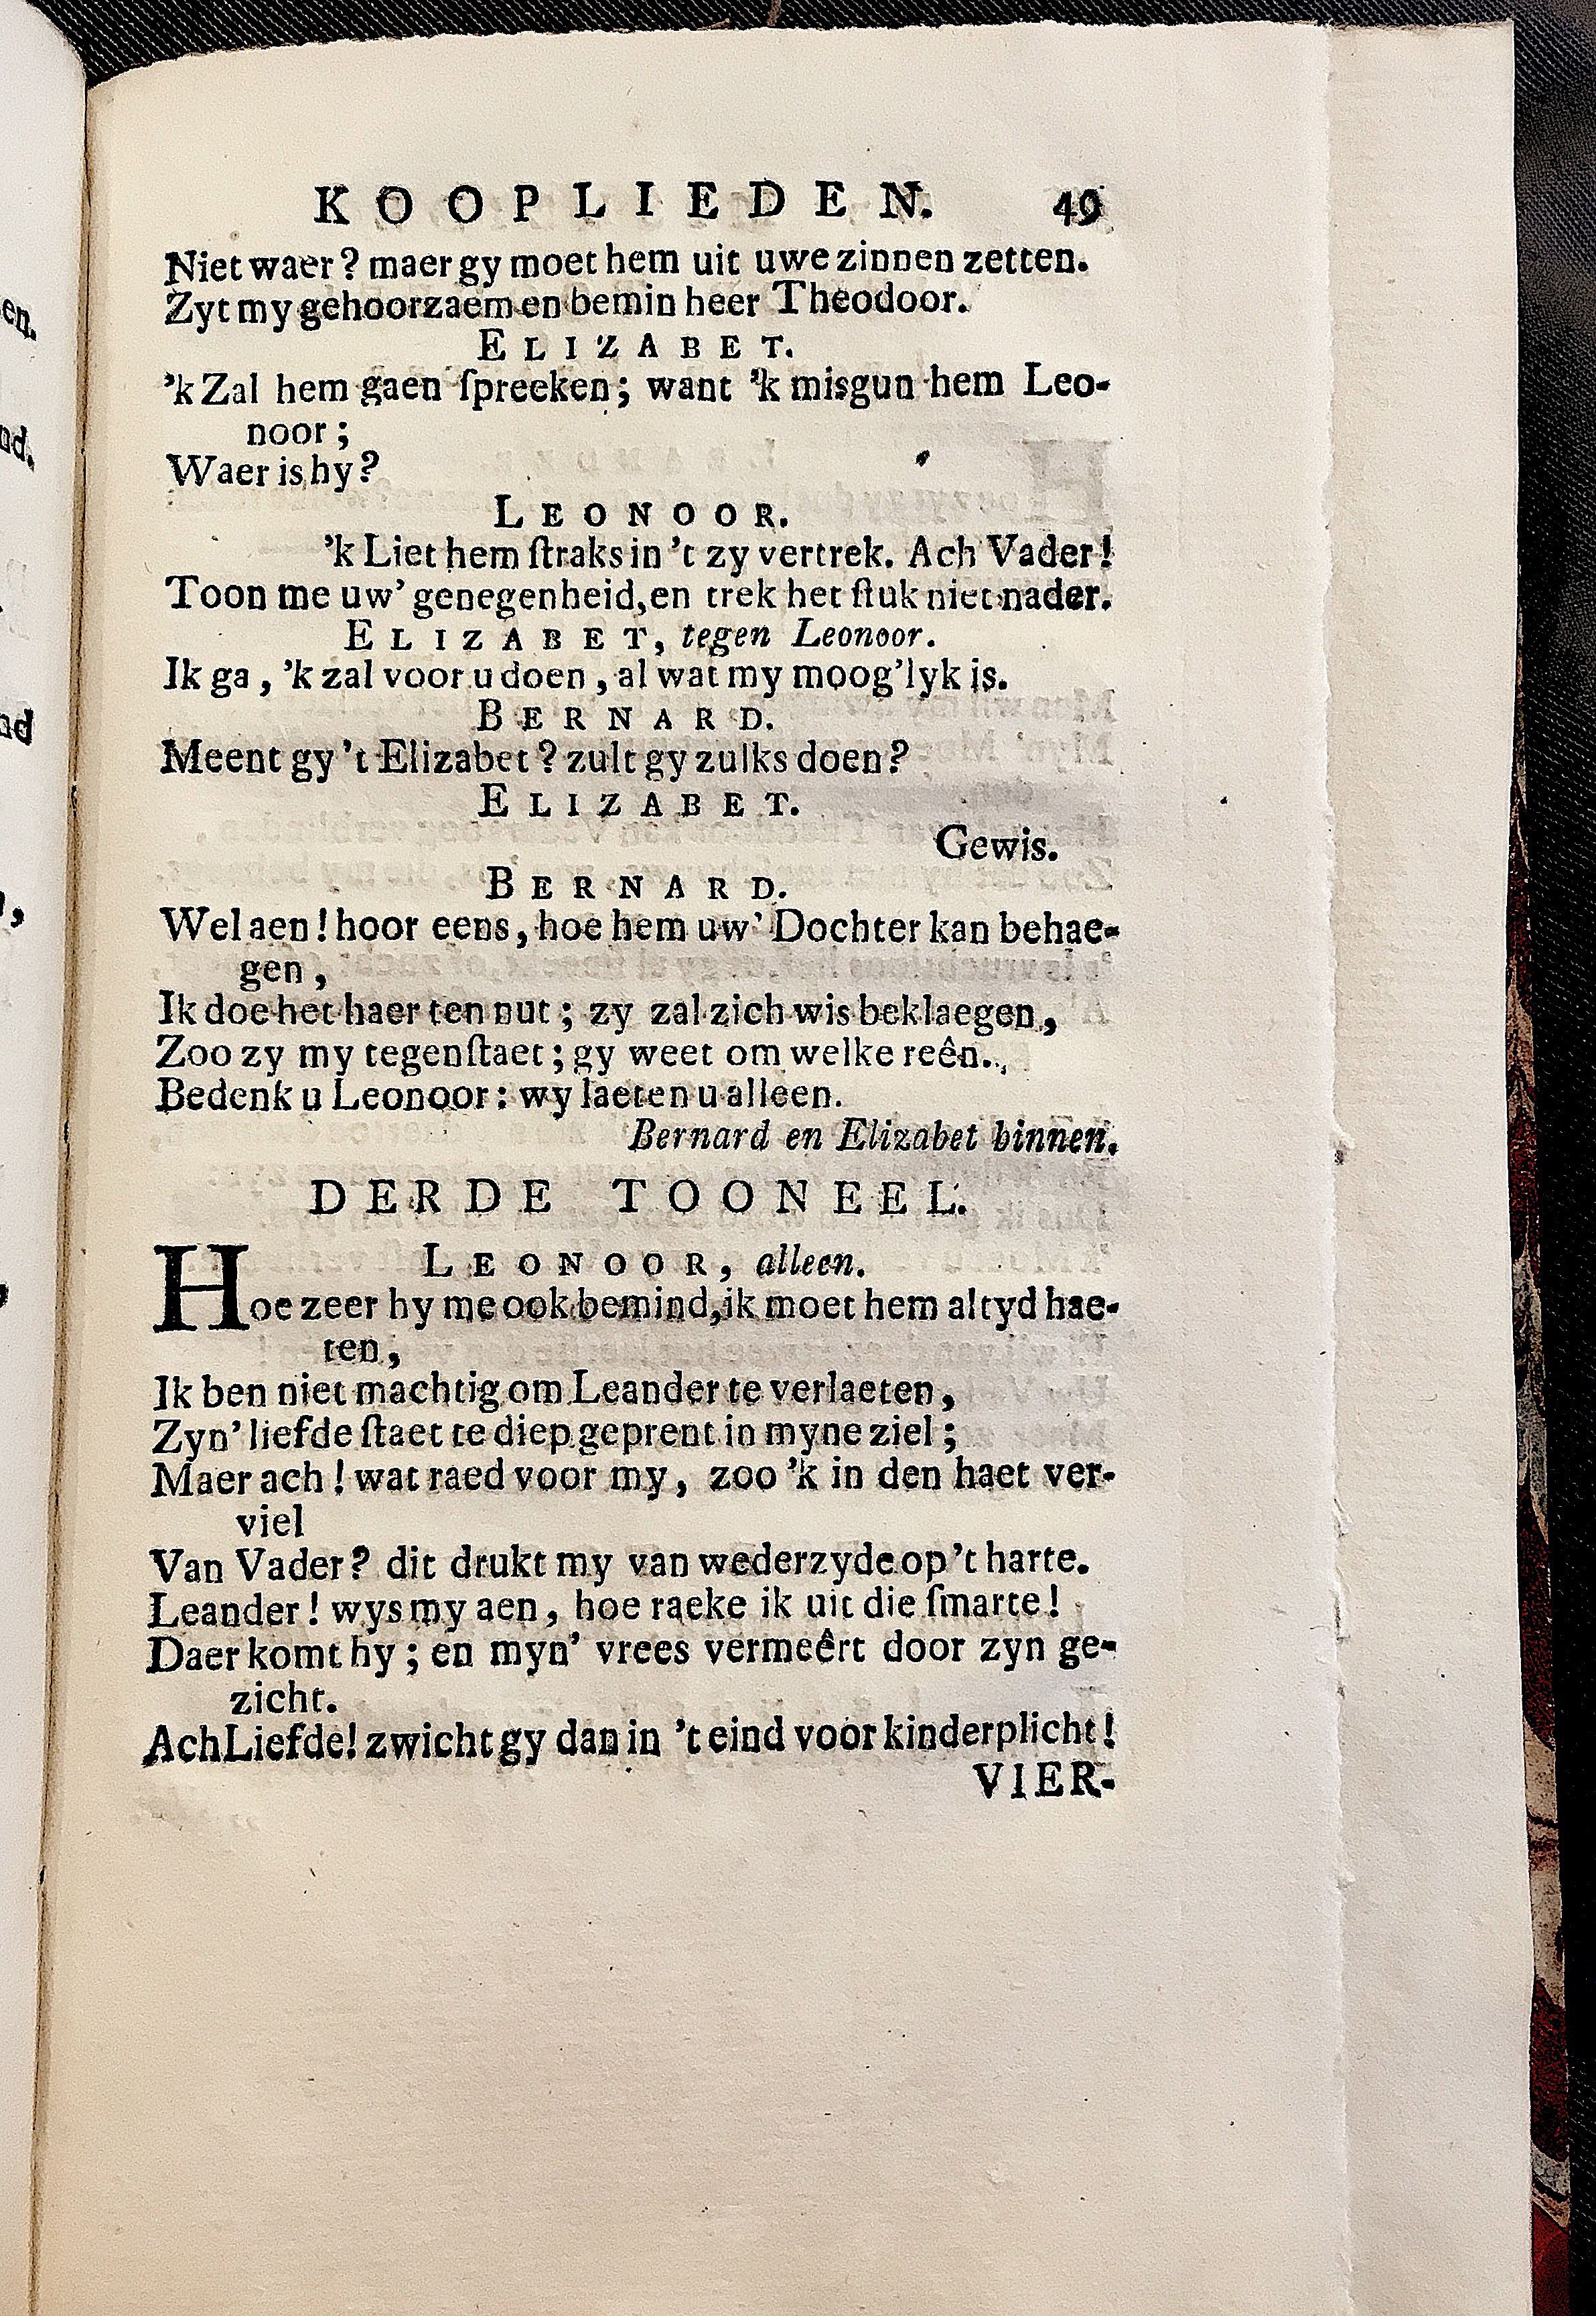 KOOPLIEDEN. 49
Niet waer? maer gy moet hem uit uwe zinnen zetten.
Zyt my gehoorzaem en bemin heer Theodoor.
ELIZABET.
'k Zal hem gaen ſpreeken; want 'k misgun hem Leo-
noor;
Waer is hy?
LEONOOR.
'k Liet hem ſtraks in 't zy vertrek. Ach Vader!
Toon me uw' genegenheid, en trek het ſtuk niet nader.
ELIZABET, tegen Leonoor.
Ik ga, 'k zal voor u doen, al wat my moog'lyk is.
BERNARD.
Meent gy 't Elizabet? zult gy zulks doen?
ELIZABET.
Gewis.
BERNARD.
Wel aen! hoor eens, hoe hem uw' Dochter kan behae-
gen,
Ik doe het haer ten nut; zy zal zich wis beklaegen,
Zoo zy my tegenſtaet; gy weet om welke reên.
Bedenk u Leonoor: wy laeten u alleen.
Bernard en Elizabet binnen.
DERDE TOONEEL.
LEONOOR, alleen.
Hoe zeer hy me ook bemind, ik moet hem altyd hae-
ten,
Ik ben niet machtig om Leander te verlaeten,
Zyn' liefde ſtaet te diep geprent in myne ziel;
Maer ach! wat raed voor my, zoo 'k in den haet ver-
viel
Van Vader? dit drukt my van wederzyde op 't harte.
Leander! wys my aen, hoe raeke ik uit die ſmarte!
Daer komt hy; en myn' vrees vermeêrt door zyn ge-
zicht.
Ach Liefde! zwicht gy dan in 't eind voor kinderplicht!
VIER-
en.
nd.
nd